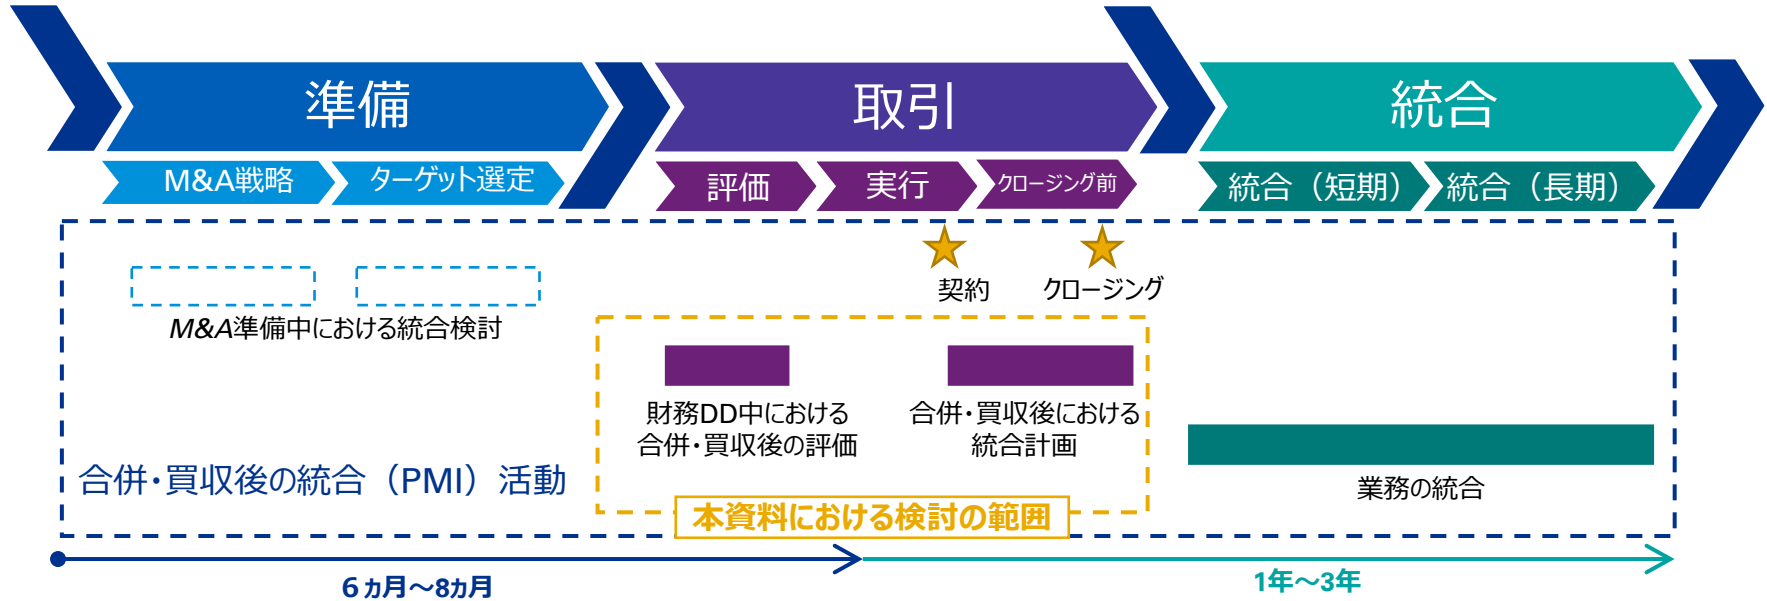 準備
取引
統合
M&A戦略
ターゲット選定
評価
実行
クロージング前
統合（短期）
統合（長期）
契約
クロージング
M&A準備中における統合検討
財務DD中における
合併・買収後の評価
合併・買収後における
統合計画
合併・買収後の統合（PMI）活動
業務の統合
本資料における検討の範囲
６ヵ月～8ヵ月
1年～3年